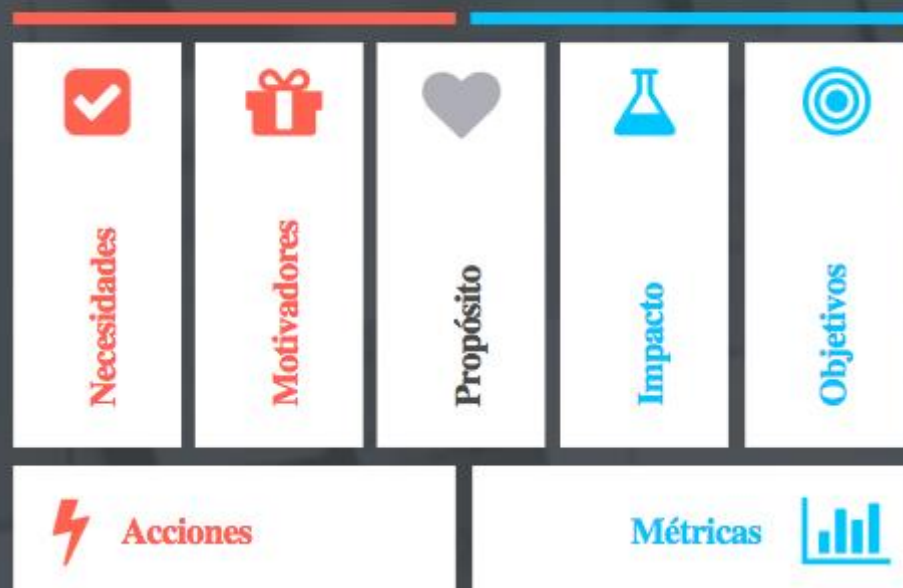 Necesidades
Motivadores
Propósito
Impacto
Objetivos
Acciones
Métricas